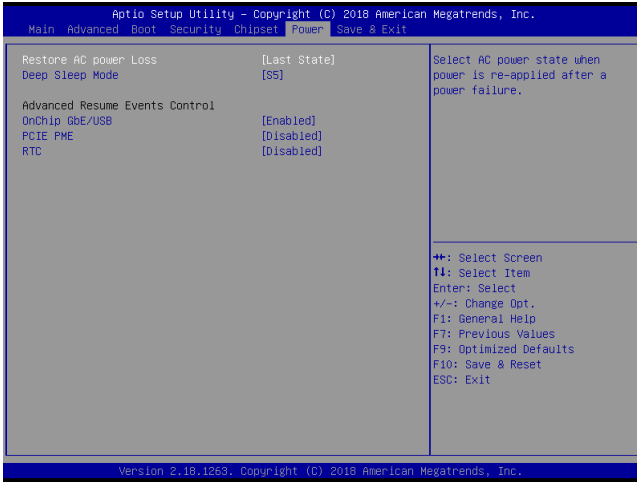 Aptio Setup Utility – Copyright (C) 2018 American Megatrends, Inc.
Main Advanced Boot Security Chipset Power Save & Exit
Restore AC power Loss [Last State]
Deep Sleep Mode [S5]
Advanced Resume Events Control
OnChip GbE/USB [Enabled]
PCIE PME [Disabled]
RTC [Disabled]
Select AC power state when
power is re-applied after a
power failure.
→←: Select Screen
↑↓: Select Item
Enter: Select
+/-: Change Opt.
F1: General Help
F7: Previous Values
F9: Optimized Defaults
F10: Save & Reset
ESC: Exit
Version 2.18.1263. Copyright (C) 2018 American Megatrends, Inc.